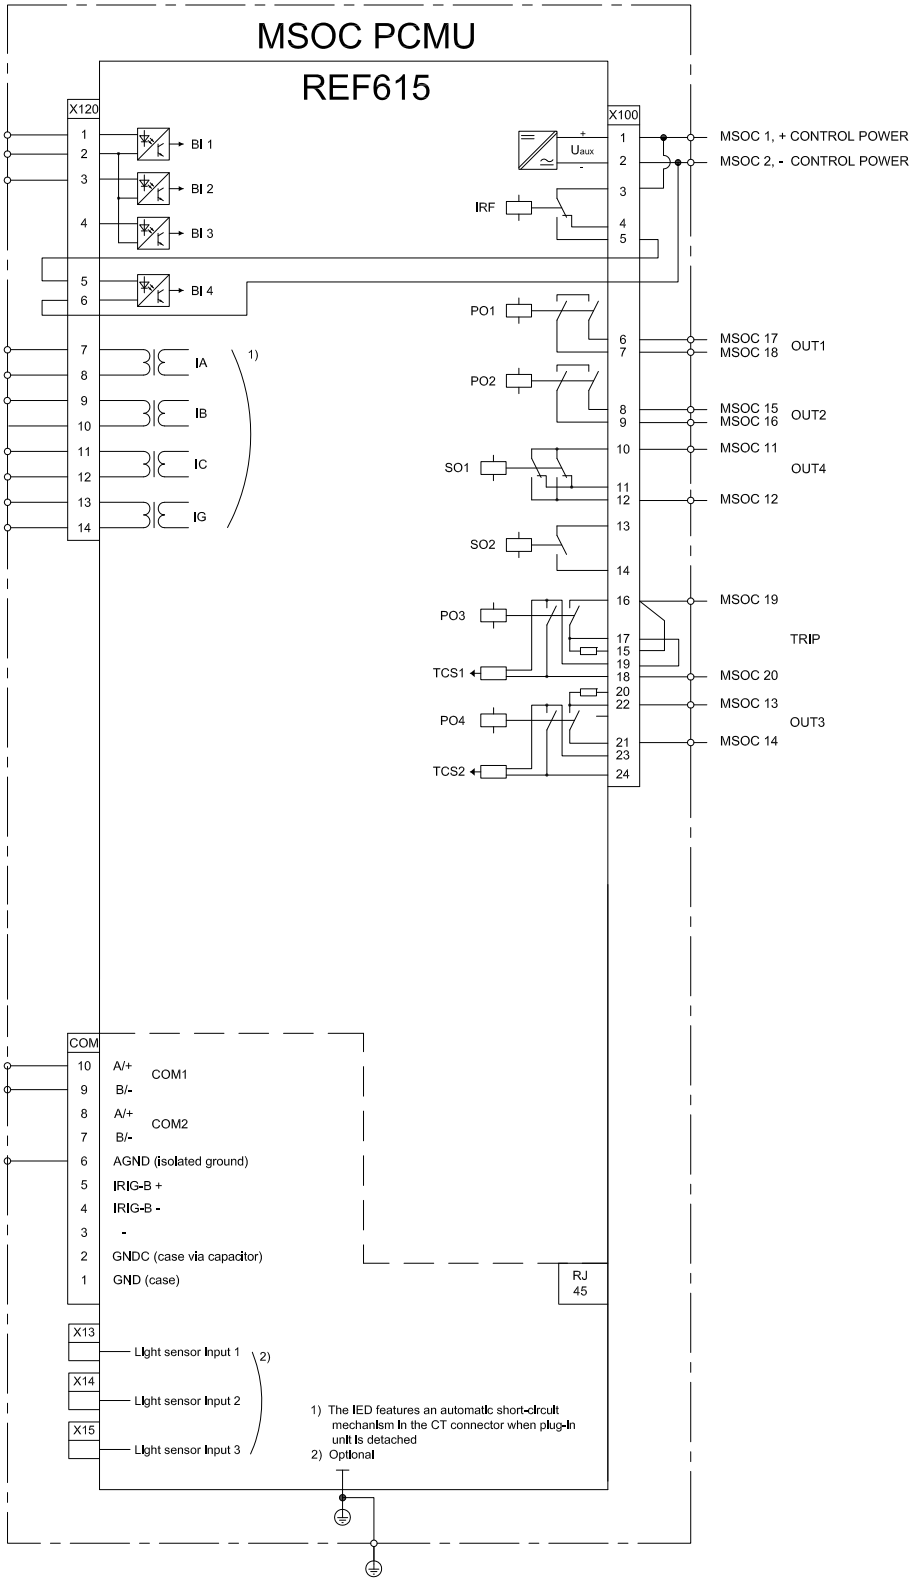 MSOC PCMU
REF615
X120
1
2
3
4
5
6
7
8
9
10
11
12
13
14
BI 1
BI 2
BI 3
BI 4
IA
IB
IC
IG
1)
X100
+
Uaux
-
IRF
PO1
PO2
SO1
SO2
PO3
TCS1
PO4
TCS2
1
2
3
4
5
6
7
8
9
10
11
12
13
14
16
17
15
19
18
20
22
21
23
24
MSOC 1, + CONTROL POWER
MSOC 2, - CONTROL POWER
MSOC 17
MSOC 18
OUT1
MSOC 15
MSOC 16
OUT2
MSOC 11
OUT4
MSOC 12
MSOC 19
TRIP
MSOC 20
MSOC 13
OUT3
MSOC 14
COM
10 A/+
COM1
9 B/-
8 A/+
COM2
7 B/-
6 AGND (isolated ground)
5 IRIG-B +
4 IRIG-B -
3 -
2 GNDC (case via capacitor)
1 GND (case)
RJ
45
X13
Light sensor input 1
2)
X14
Light sensor input 2
X15
Light sensor input 3
1) The IED features an automatic short-circuit
mechanism in the CT connector when plug-in
unit is detached
2) Optional